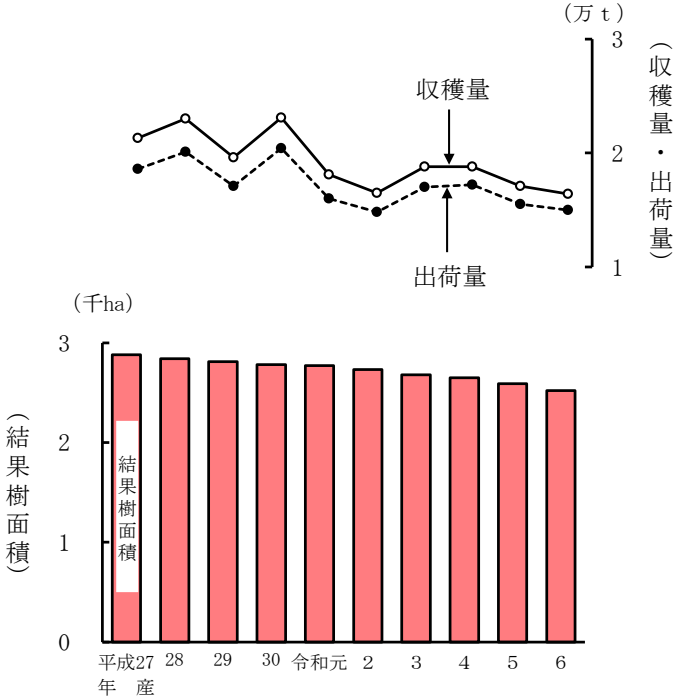 （万ｔ）
3
2
1
（収穫量・出荷量）
収穫量
出荷量
（千ha）
3
2
1
0
（結果樹面積）
結果樹面積
平成27 28 29 30 令和元 2 3 4 5 6
年 産